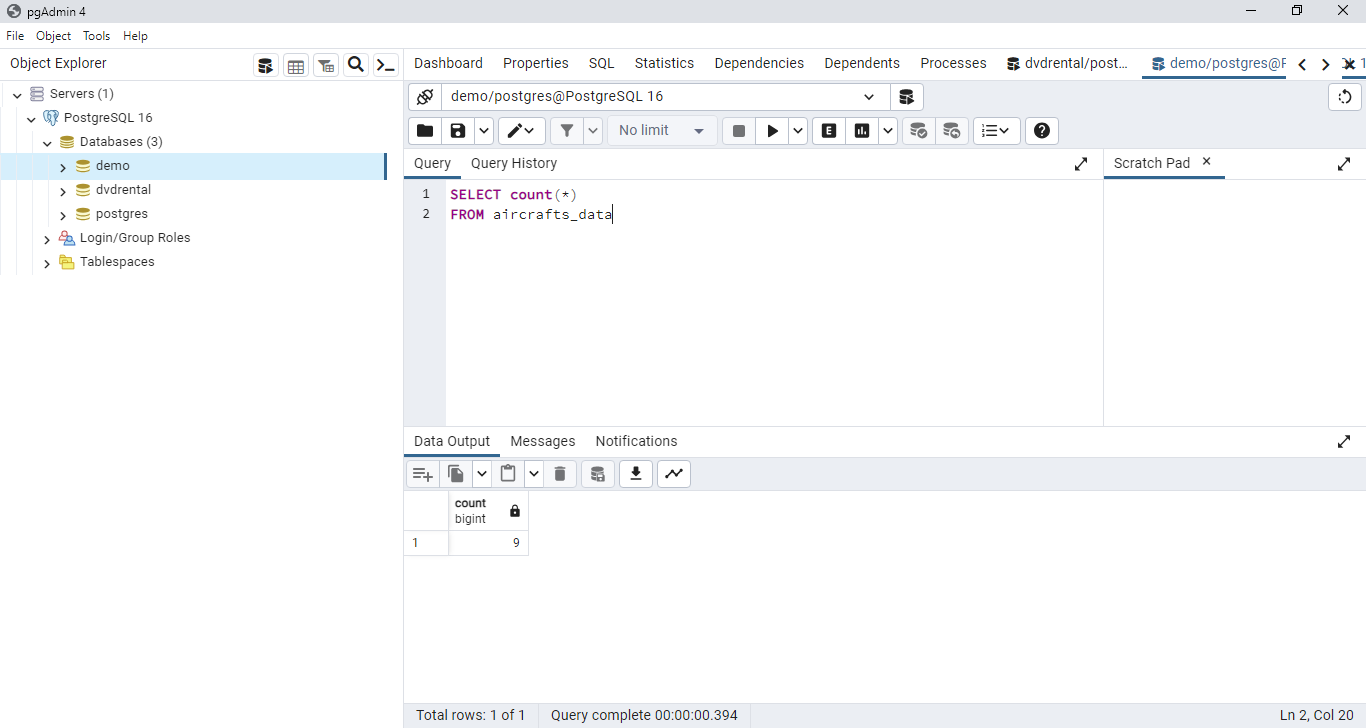 pgAdmin 4
File Object Tools Help
Object Explorer
Servers (1)
PostgreSQL 16
Databases (3)
demo
dvdrental
postgres
Login/Group Roles
Tablespaces
Dashboard Properties SQL Statistics Dependencies Dependents Processes dvdrental/post... demo/postgres@P
demo/postgres@PostgreSQL 16
No limit
E
Query Query History
Scratch Pad
1 SELECT count(*)
2 FROM aircrafts_data
Data Output Messages Notifications
count
bigint
1 9
Total rows: 1 of 1 Query complete 00:00:00.394 Ln 2, Col 20